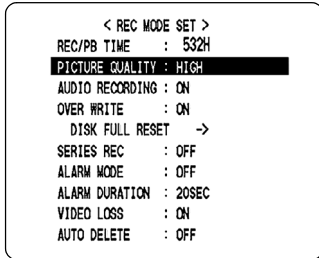 < REC MODE SET >
REC/PB TIME : 532H
PICTURE QUALITY : HIGH
AUDIO RECORDING : ON
OVER WRITE : ON
DISK FULL RESET ->
SERIES REC : OFF
ALARM MODE : OFF
ALARM DURATION : 20SEC
VIDEO LOSS : ON
AUTO DELETE : OFF